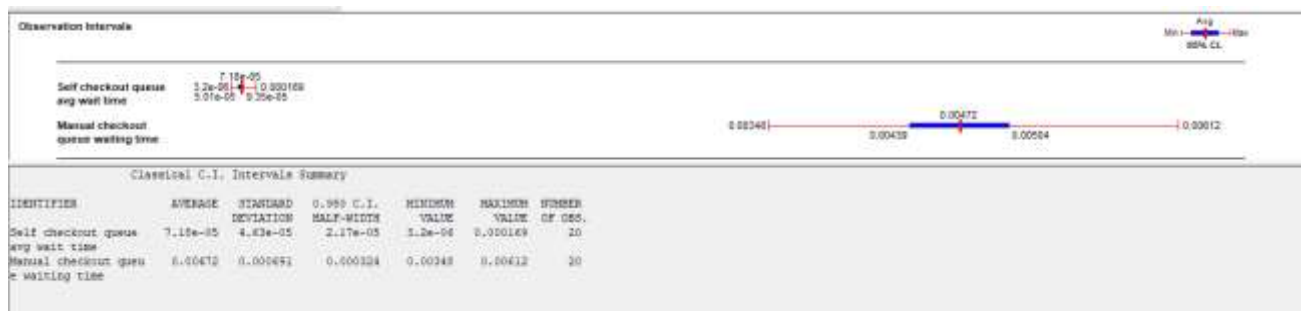 Observation Intervals
Avg
Min Max
95% CL
7.18e-05
Self checkout queue 3.2e-06 0.000169
avg wait time 5.01e-05 9.35e-05
0.00472
Manual checkout 0.00348 0.00612
queue waiting time 0.00439 0.00504
Classical C.I. Intervals Summary
IDENTIFIER AVERAGE STANDARD 0.950 C.I. MINIMUM MAXIMUM NUMBER
DEVIATION HALF-WIDTH VALUE VALUE OF OBS.
Self checkout queue 7.18e-05 4.63e-05 2.17e-05 3.2e-06 0.000169 20
avg wait time
Manual checkout queu 0.00472 0.000691 0.000324 0.00348 0.00612 20
e waiting time